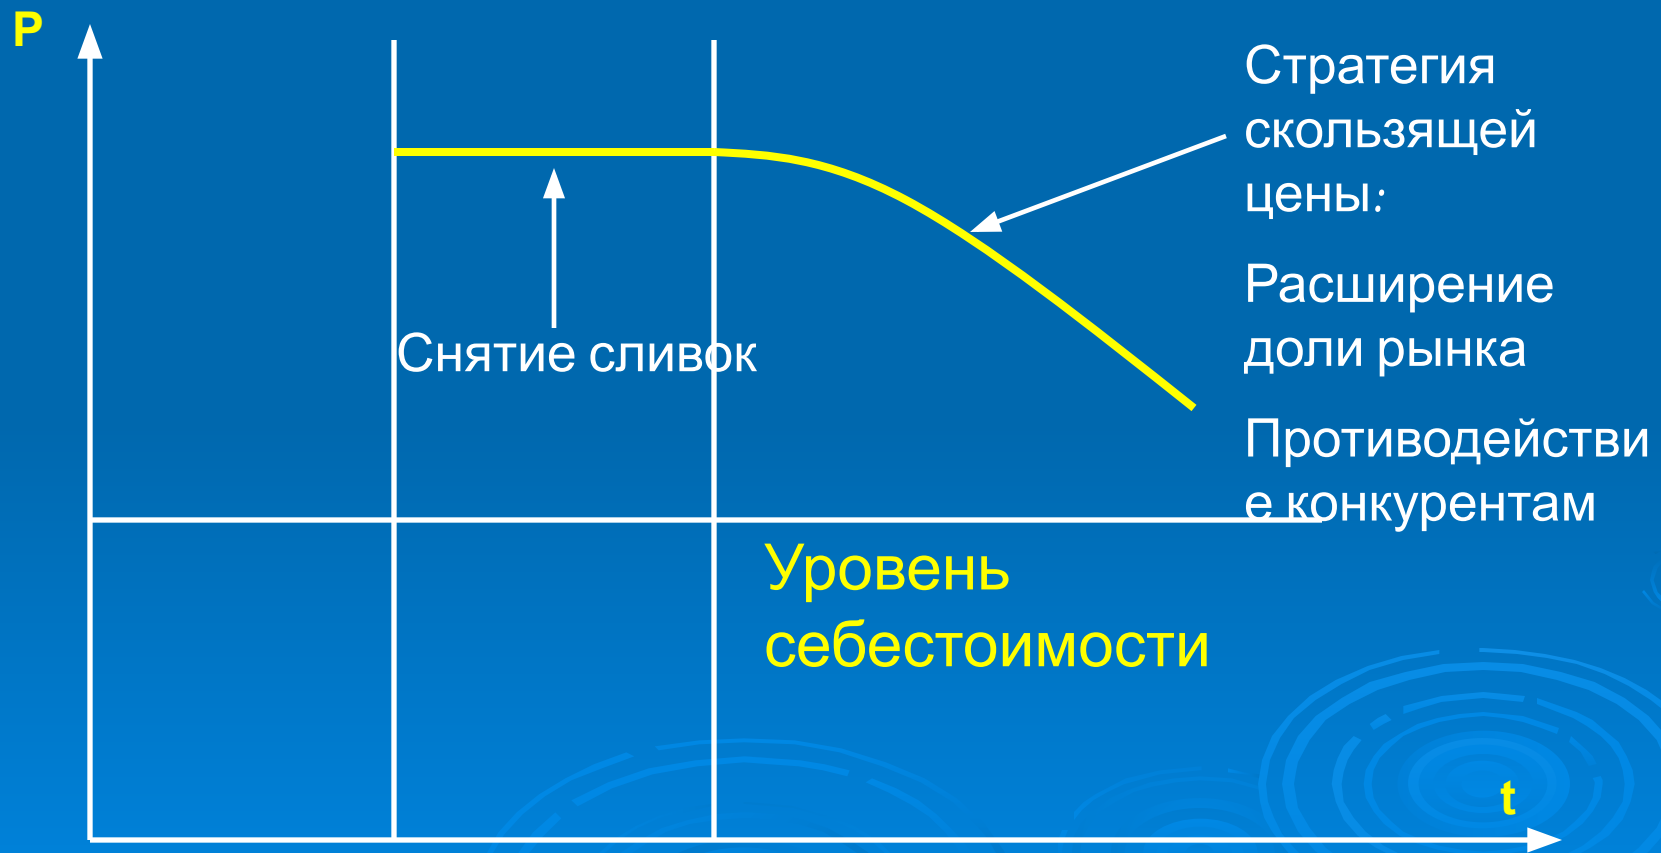 P
Стратегия
скользящей
цены:
Расширение
доли рынка
Противодействи
е конкурентам
Снятие сливок
Уровень
себестоимости
t